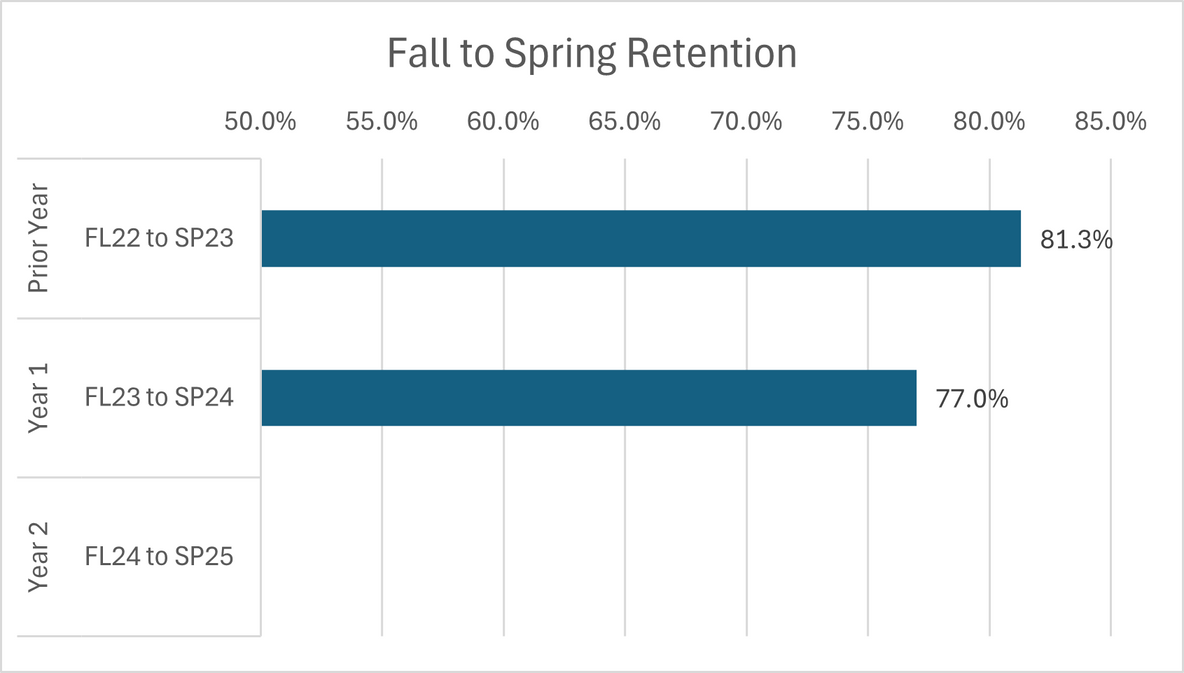 Fall to Spring Retention
50.0% 55.0% 60.0% 65.0% 70.0% 75.0% 80.0% 85.0%
Prior Year
FL22 to SP23
81.3%
Year 1
FL23 to SP24
77.0%
Year 2
FL24 to SP25